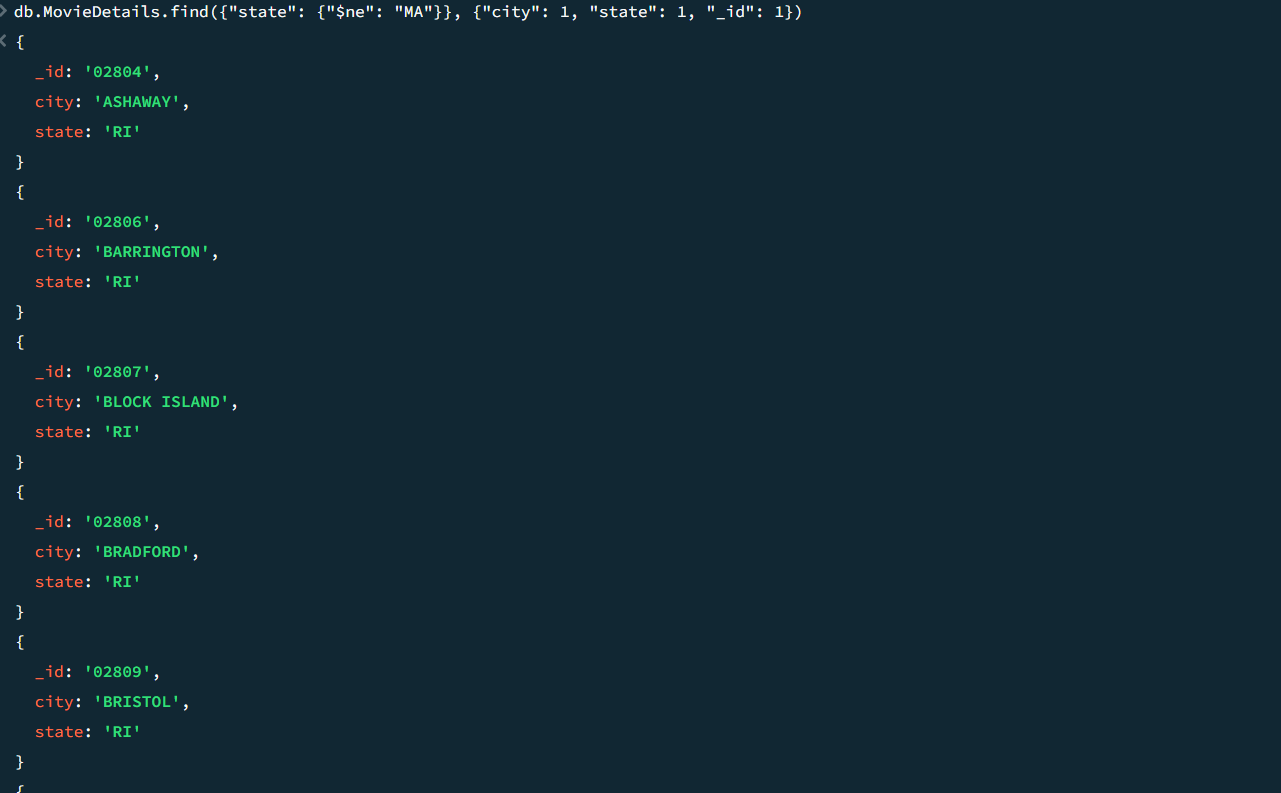 db.MovieDetails.find({"state": {"$ne": "MA"}}, {"city": 1, "state": 1, "_id": 1})
{
_id: '02804',
city: 'ASHAWAY',
state: 'RI'
}
{
_id: '02806',
city: 'BARRINGTON',
state: 'RI'
}
{
_id: '02807',
city: 'BLOCK ISLAND',
state: 'RI'
}
{
_id: '02808',
city: 'BRADFORD',
state: 'RI'
}
{
_id: '02809',
city: 'BRISTOL',
state: 'RI'
}
{